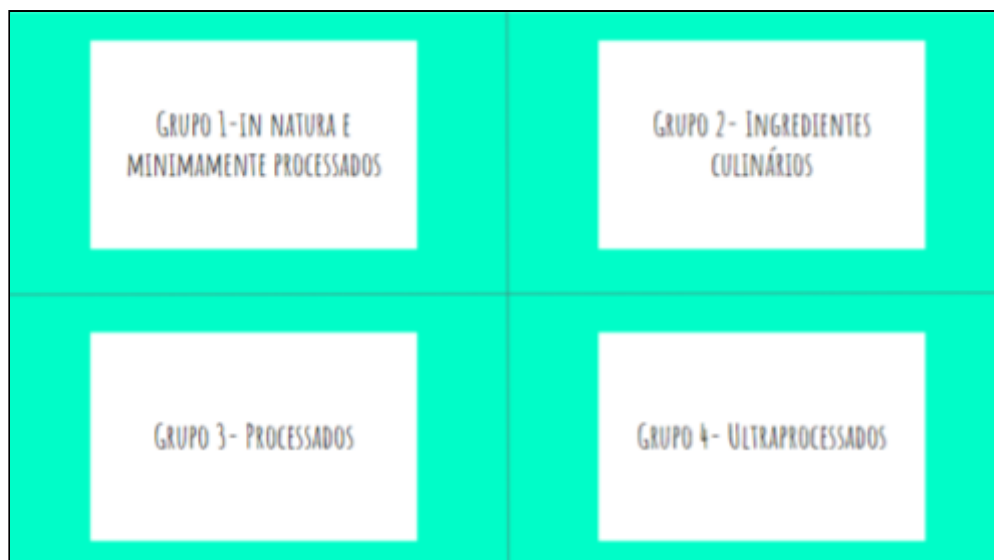 Grupo 1-in natura e
minimamente processados
Grupo 2- Ingredientes
culinários
Grupo 3- Processados
Grupo 4- Ultraprocessados